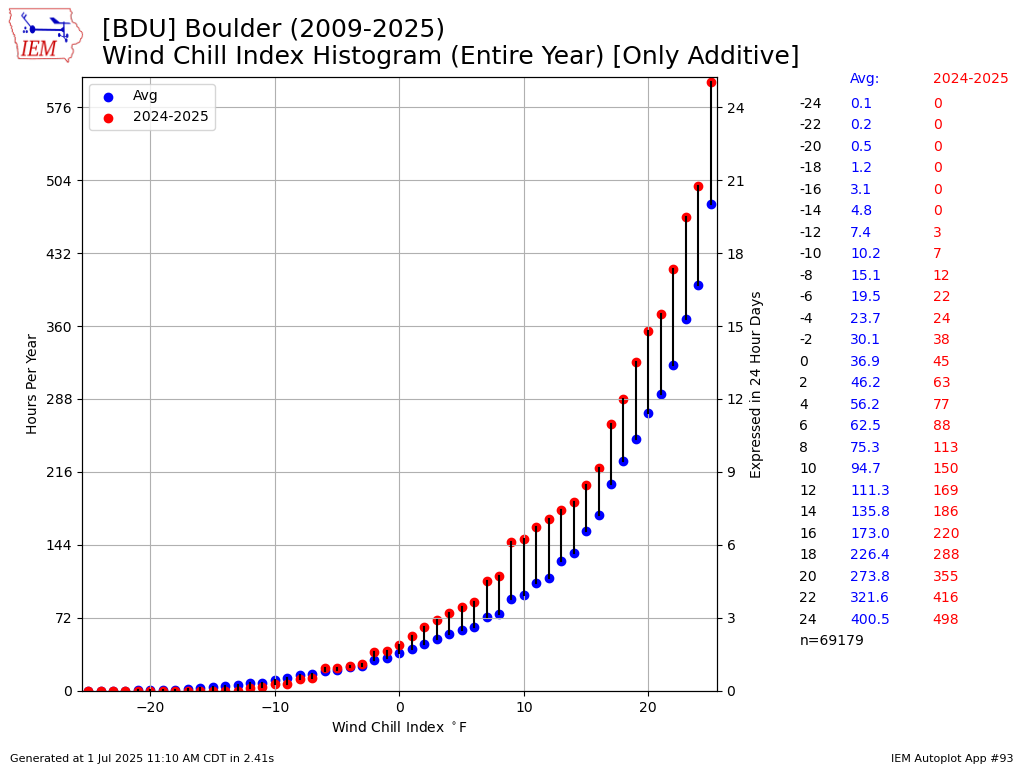 IEM
[BDU] Boulder (2009-2025)
Wind Chill Index Histogram (Entire Year) [Only Additive]
Avg
2024-2025
576
504
432
360
288
216
144
72
0
Hours Per Year
24
21
18
15
12
9
6
3
0
Expressed in 24 Hour Days
−20
−10
0
10
20
Wind Chill Index °F
Avg: 2024-2025
-24 0.1 0
-22 0.2 0
-20 0.5 0
-18 1.2 0
-16 3.1 0
-14 4.8 0
-12 7.4 3
-10 10.2 7
-8 15.1 12
-6 19.5 22
-4 23.7 24
-2 30.1 38
0 36.9 45
2 46.2 63
4 56.2 77
6 62.5 88
8 75.3 113
10 94.7 150
12 111.3 169
14 135.8 186
16 173.0 220
18 226.4 288
20 273.8 355
22 321.6 416
24 400.5 498
n=69179
Generated at 1 Jul 2025 11:10 AM CDT in 2.41s
IEM Autoplot App #93